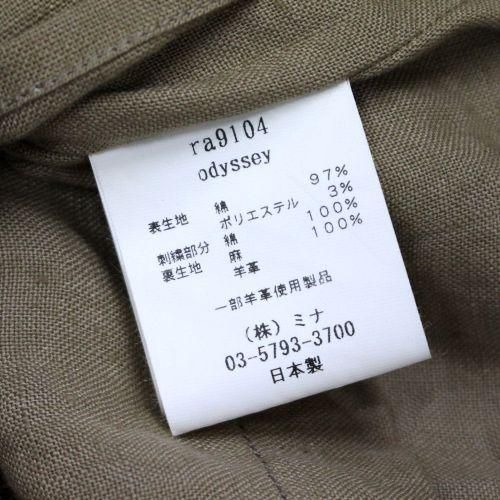 ra9104
odyssey
表生地 綿 97%
ポリエステル 3%
刺繍部分 綿 100%
裏生地 麻 100%
羊革
一部羊革使用製品
(株)ミナ
03-5793-3700
日本製